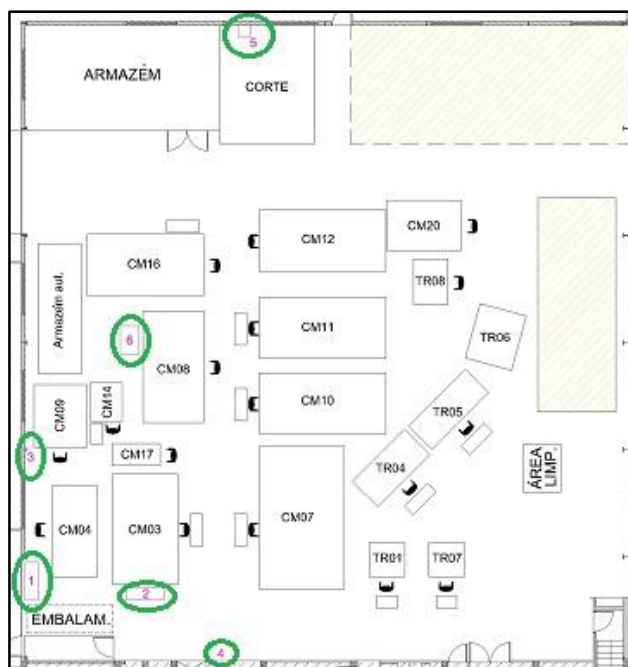 5
ARMAZÉM
CORTE
CM12
CM20
CM16
TR08
Armazém aut.
6
CM11
TR06
CM08
CM14
CM09
CM10
TR05
3
CM17
TR04
ÁREA
LIMP.
CM04
CM03
CM07
1
2
TR01
TR07
EMBALAM.
4